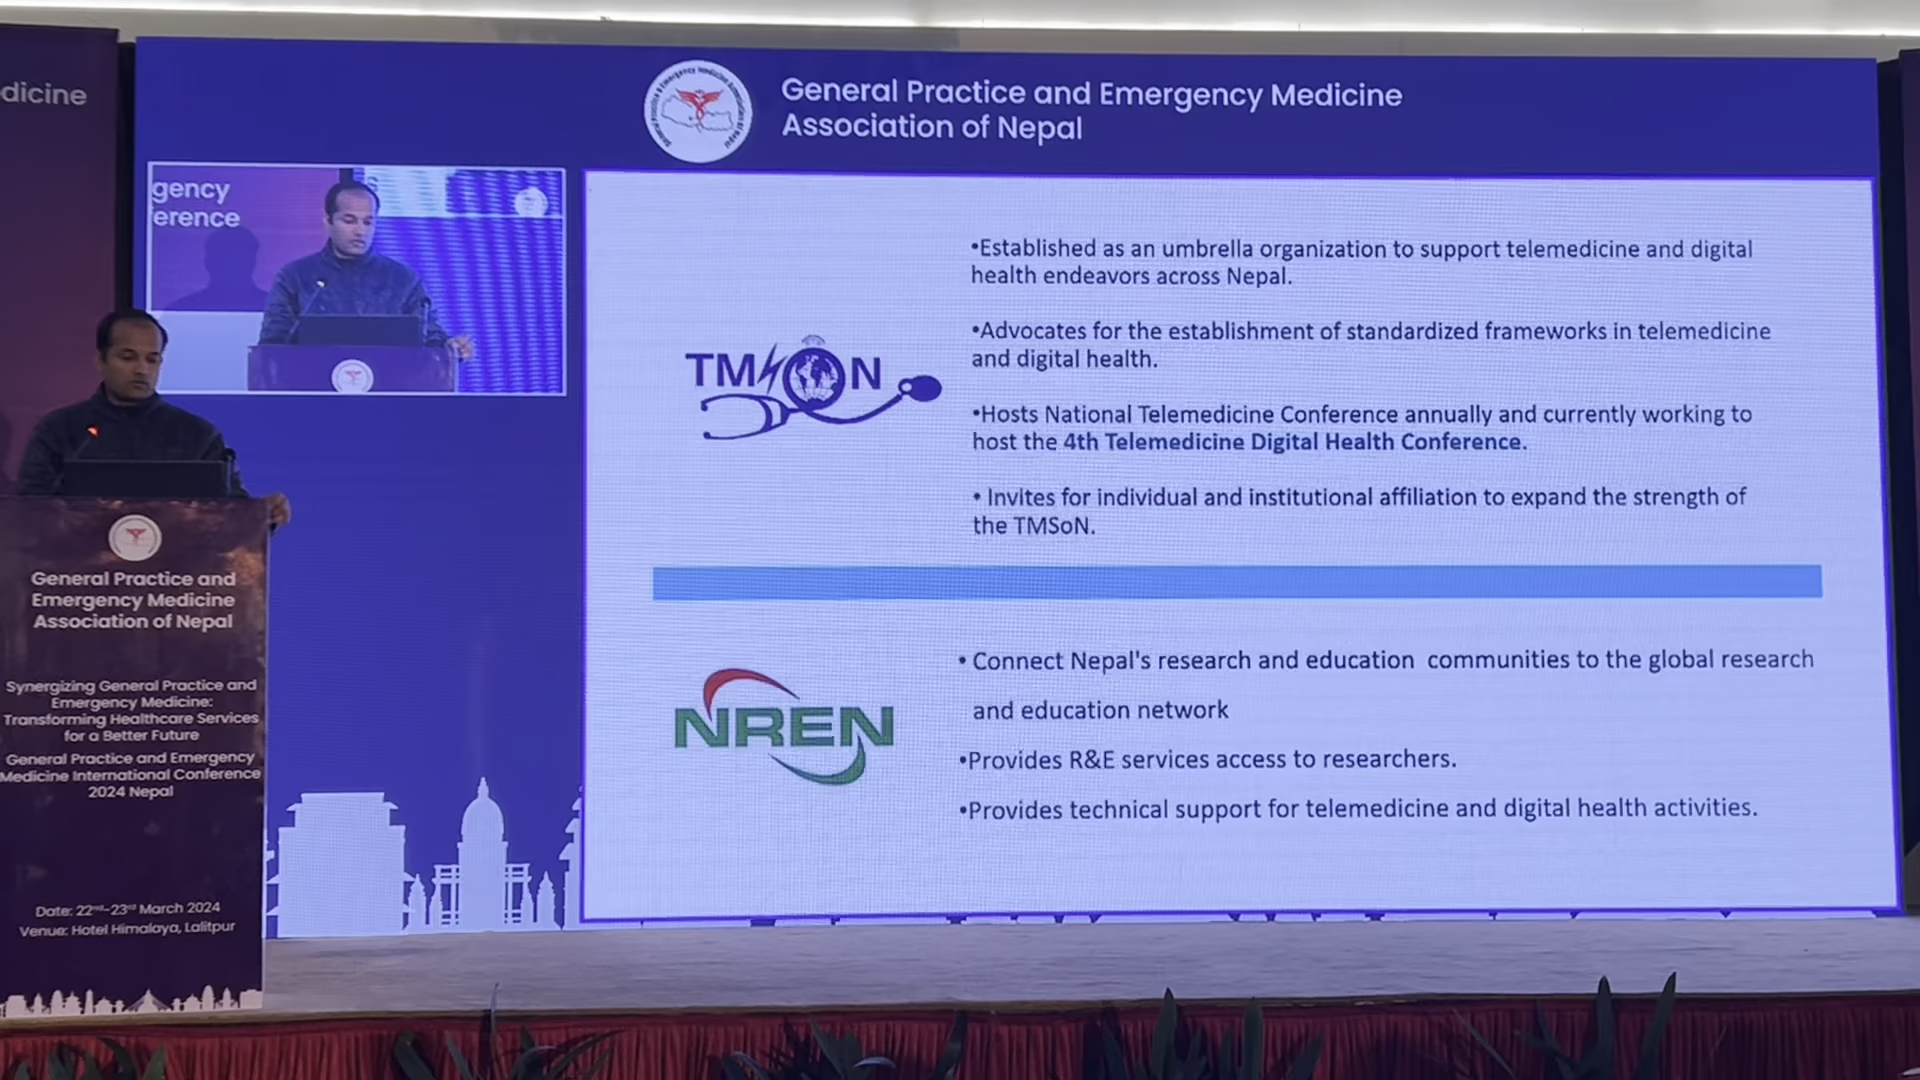 dicine
General Practice and Emergency Medicine
Association of Nepal
gency
erence
•Established as an umbrella organization to support telemedicine and digital
health endeavors across Nepal.
•Advocates for the establishment of standardized frameworks in telemedicine
and digital health.
TMSON
•Hosts National Telemedicine Conference annually and currently working to
host the 4th Telemedicine Digital Health Conference.
• Invites for individual and institutional affiliation to expand the strength of
the TMSoN.
• Connect Nepal's research and education communities to the global research
and education network
NREN
•Provides R&E services access to researchers.
•Provides technical support for telemedicine and digital health activities.
General Practice and
Emergency Medicine
Association of Nepal
Synergizing General Practice and
Emergency Medicine:
Transforming Healthcare Services
for a Better Future
General Practice and Emergency
Medicine International Conference
2024 Nepal
Date: 22nd-23rd March 2024
Venue: Hotel Himalaya, Lalitpur